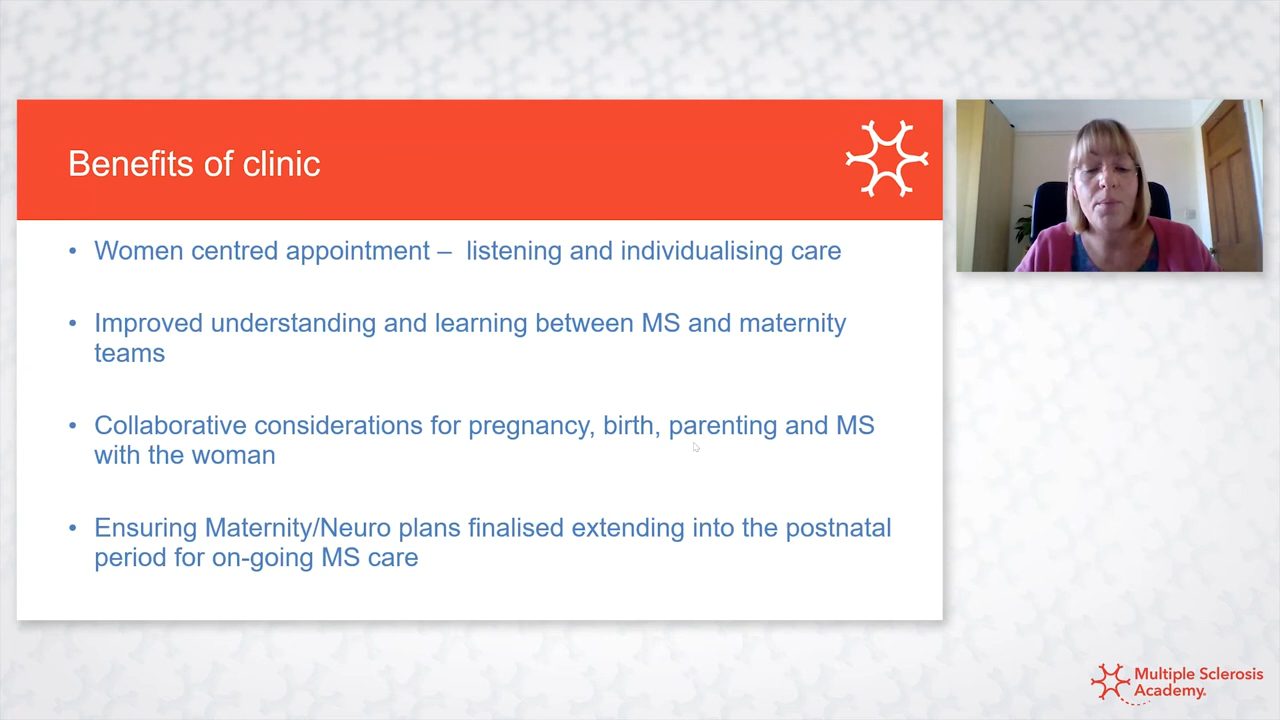 Benefits of clinic
• Women centred appointment –  listening and individualising care
• Improved understanding and learning between MS and maternity
teams
• Collaborative considerations for pregnancy, birth, parenting and MS
with the woman
• Ensuring Maternity/Neuro plans finalised extending into the postnatal
period for on-going MS care
Multiple Sclerosis
Academy.